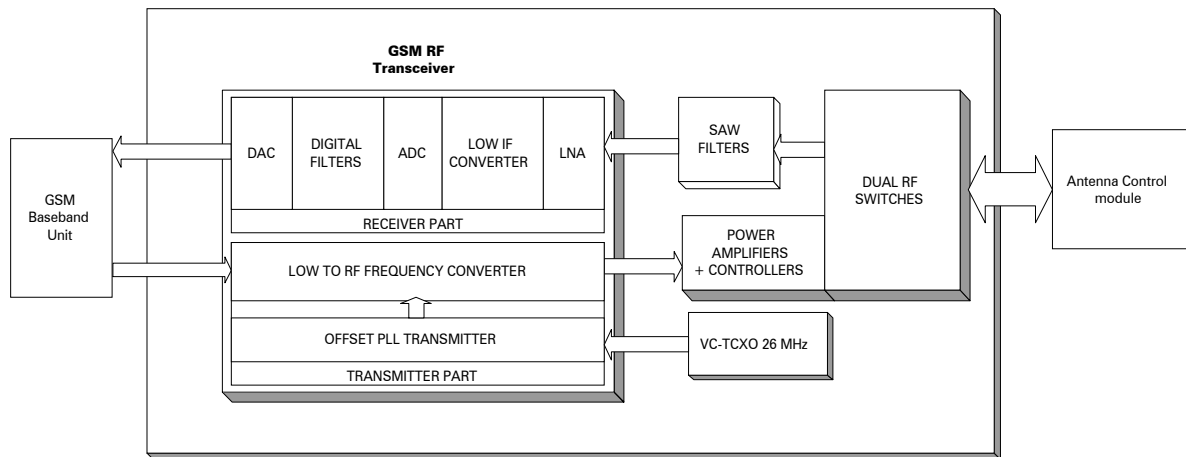 GSM RF
Transceiver
GSM
Baseband
Unit
DAC
DIGITAL
FILTERS
ADC
LOW IF
CONVERTER
LNA
RECEIVER PART
SAW
FILTERS
DUAL RF
SWITCHES
Antenna Control
module
LOW TO RF FREQUENCY CONVERTER
POWER
AMPLIFIERS
+ CONTROLLERS
OFFSET PLL TRANSMITTER
VC-TCXO 26 MHz
TRANSMITTER PART